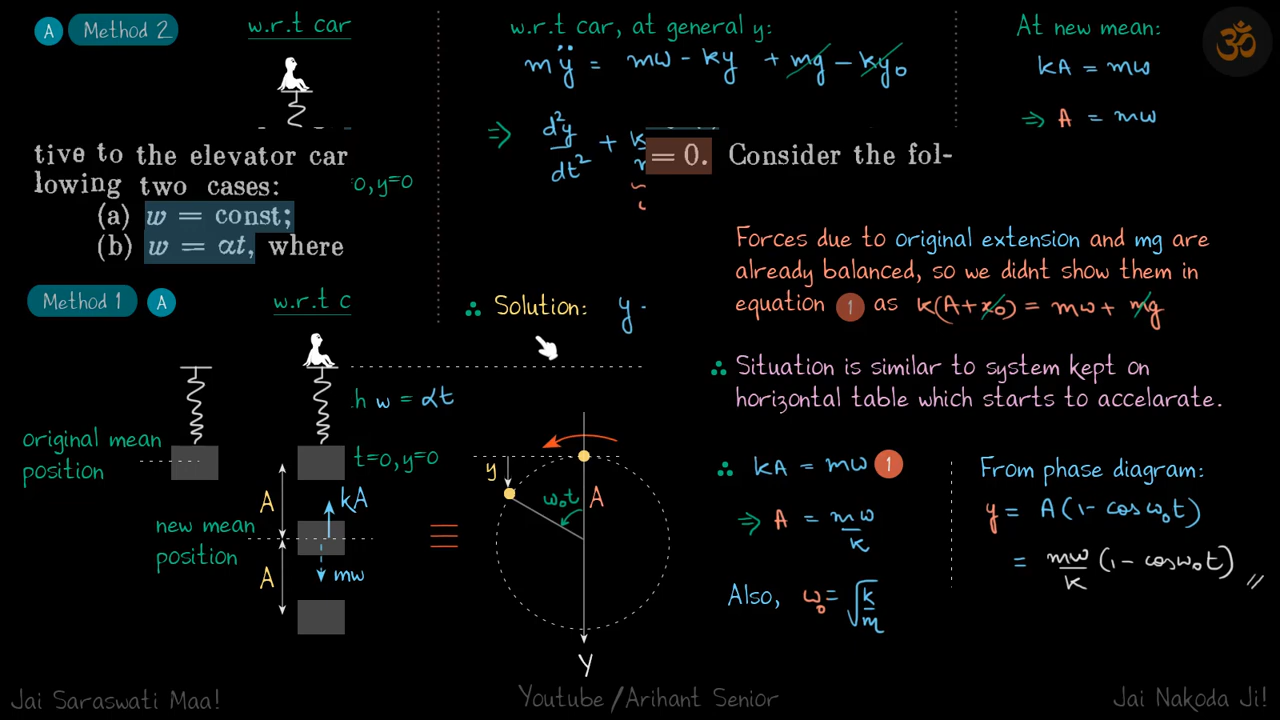 A Method 2
w.r.t car
w.r.t car, at general y:
mÿ = mw - ky + mg - ky₀
At new mean:
kA = mw
⇒ A = mw
tive to the elevator car
= 0. Consider the fol-
lowing two cases:
(a) w = const;
(b) w = αt, where
0, y=0
⇒ d²y/dt² + k
Forces due to original extension and mg are
already balanced, so we didnt show them in
equation 1 as k(A+x₀) = mw + mg
Method 1 A
w.r.t c
∴ Solution: y
∴ Situation is similar to system kept on
horizontal table which starts to accelarate.
h w = αt
original mean
position
t=0, y=0
A
kA
new mean
position
A
mw
y
ω₀t
A
Y
∴ kA = mw 1
⇒ A = mw/k
Also, ω₀ = √k/m
From phase diagram:
y = A(1 - cos ω₀t)
= mw/k (1 - cos ω₀t) //
ॐ
Jai Saraswati Maa!
Youtube/Arihant Senior
Jai Nakoda Ji!